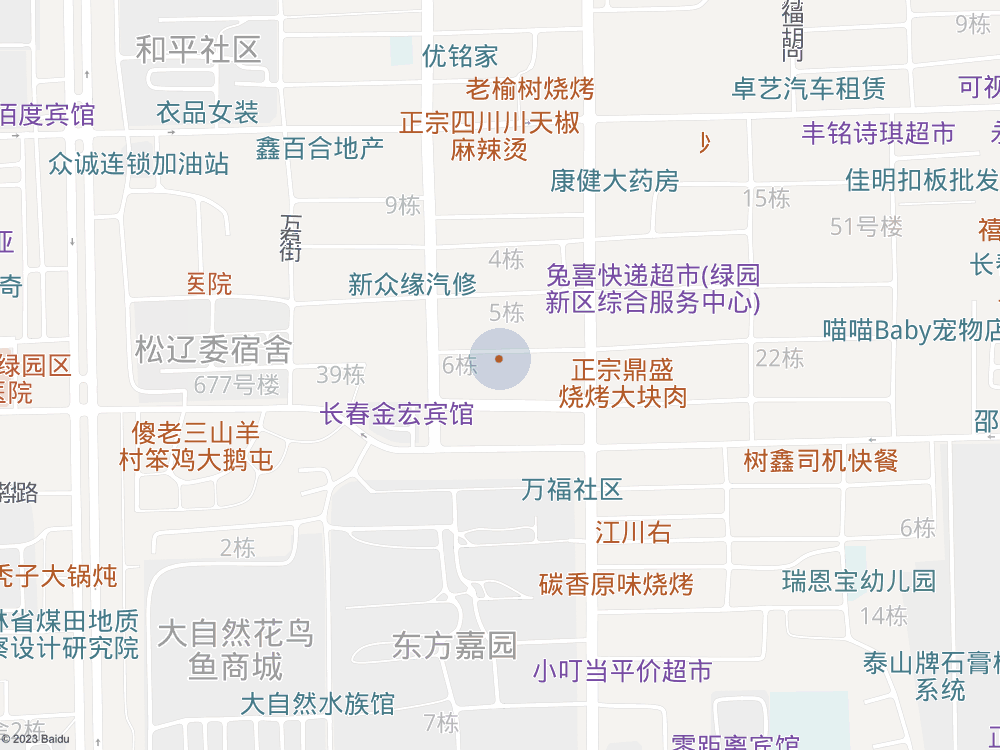 福
胡
同
9栋
和平社区
优铭家
老榆树烧烤
卓艺汽车租赁
可视
百度宾馆
衣品女装
正宗四川川天椒
麻辣烫
丰铭诗琪超市
鑫百合地产
众诚连锁加油站
康健大药房
佳明扣板批发
15栋
9栋
51号楼
万
街
亚
禧
4栋
长春
奇
医院
新众缘汽修
兔喜快递超市(绿园
新区综合服务中心)
5栋
喵喵Baby宠物店
松辽委宿舍
22栋
绿园区
医院
6栋
39栋
677号楼
正宗鼎盛
烧烤大块肉
长春金宏宾馆
邵
傻老三山羊
村笨鸡大鹅屯
树鑫司机快餐
万福社区
路
6栋
江川右
2栋
秃子大锅炖
碳香原味烧烤
瑞恩宝幼儿园
14栋
林省煤田地质
察设计研究院
大自然花鸟
鱼商城
东方嘉园
小叮当平价超市
泰山牌石膏板
系统
大自然水族馆
7栋
舍2栋
零距离宾馆
正
© 2023 Baidu